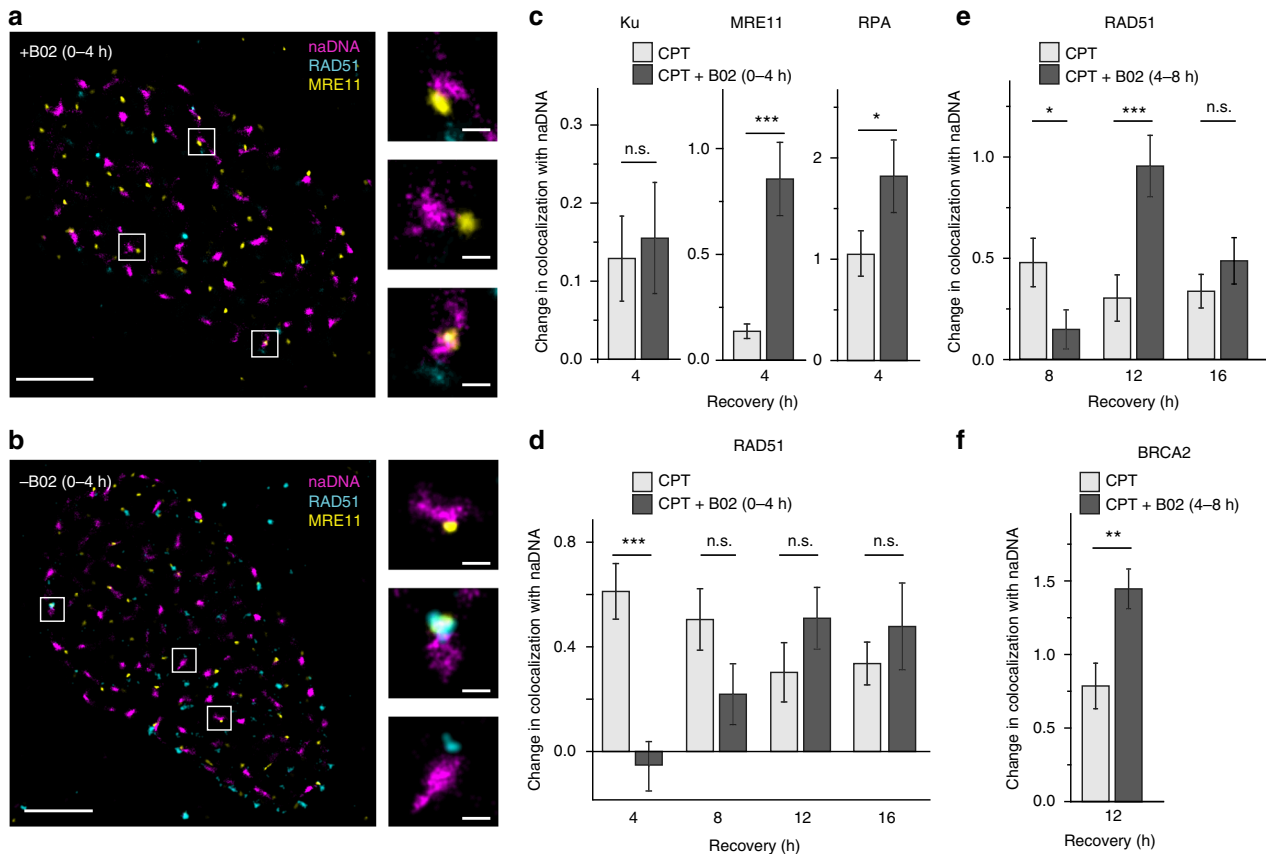 a
+B02 (0–4 h)
naDNA
RAD51
MRE11
b
–B02 (0–4 h)
naDNA
RAD51
MRE11
c
Ku
MRE11
RPA
CPT
CPT + B02 (0–4 h)
Change in colocalization with naDNA
0.3
0.2
0.1
0.0
n.s.
4
1.0
0.5
0.0
***
4
2
1
0
*
4
Recovery (h)
d
RAD51
CPT
CPT + B02 (0–4 h)
Change in colocalization with naDNA
0.8
0.4
0.0
***
n.s.
n.s.
n.s.
4
8
12
16
Recovery (h)
e
RAD51
CPT
CPT + B02 (4–8 h)
Change in colocalization with naDNA
1.0
0.5
0.0
*
***
n.s.
8
12
16
Recovery (h)
f
BRCA2
CPT
CPT + B02 (4–8 h)
Change in colocalization with naDNA
1.5
1.0
0.5
0.0
**
12
Recovery (h)